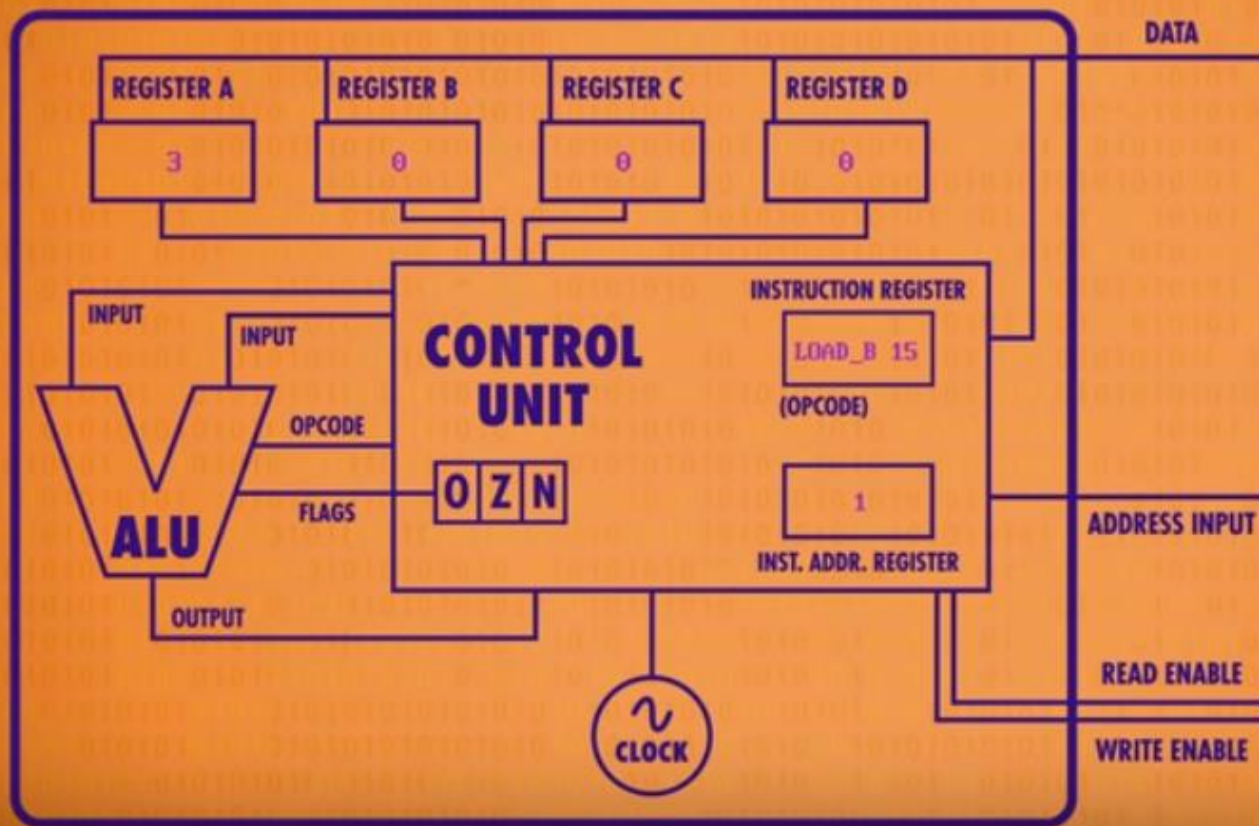 DATA
REGISTER A
REGISTER B
REGISTER C
REGISTER D
3
0
0
0
INPUT
INPUT
CONTROL
UNIT
INSTRUCTION REGISTER
LOAD_B 15
(OPCODE)
OPCODE
O Z N
FLAGS
ALU
1
INST. ADDR. REGISTER
ADDRESS INPUT
OUTPUT
CLOCK
READ ENABLE
WRITE ENABLE